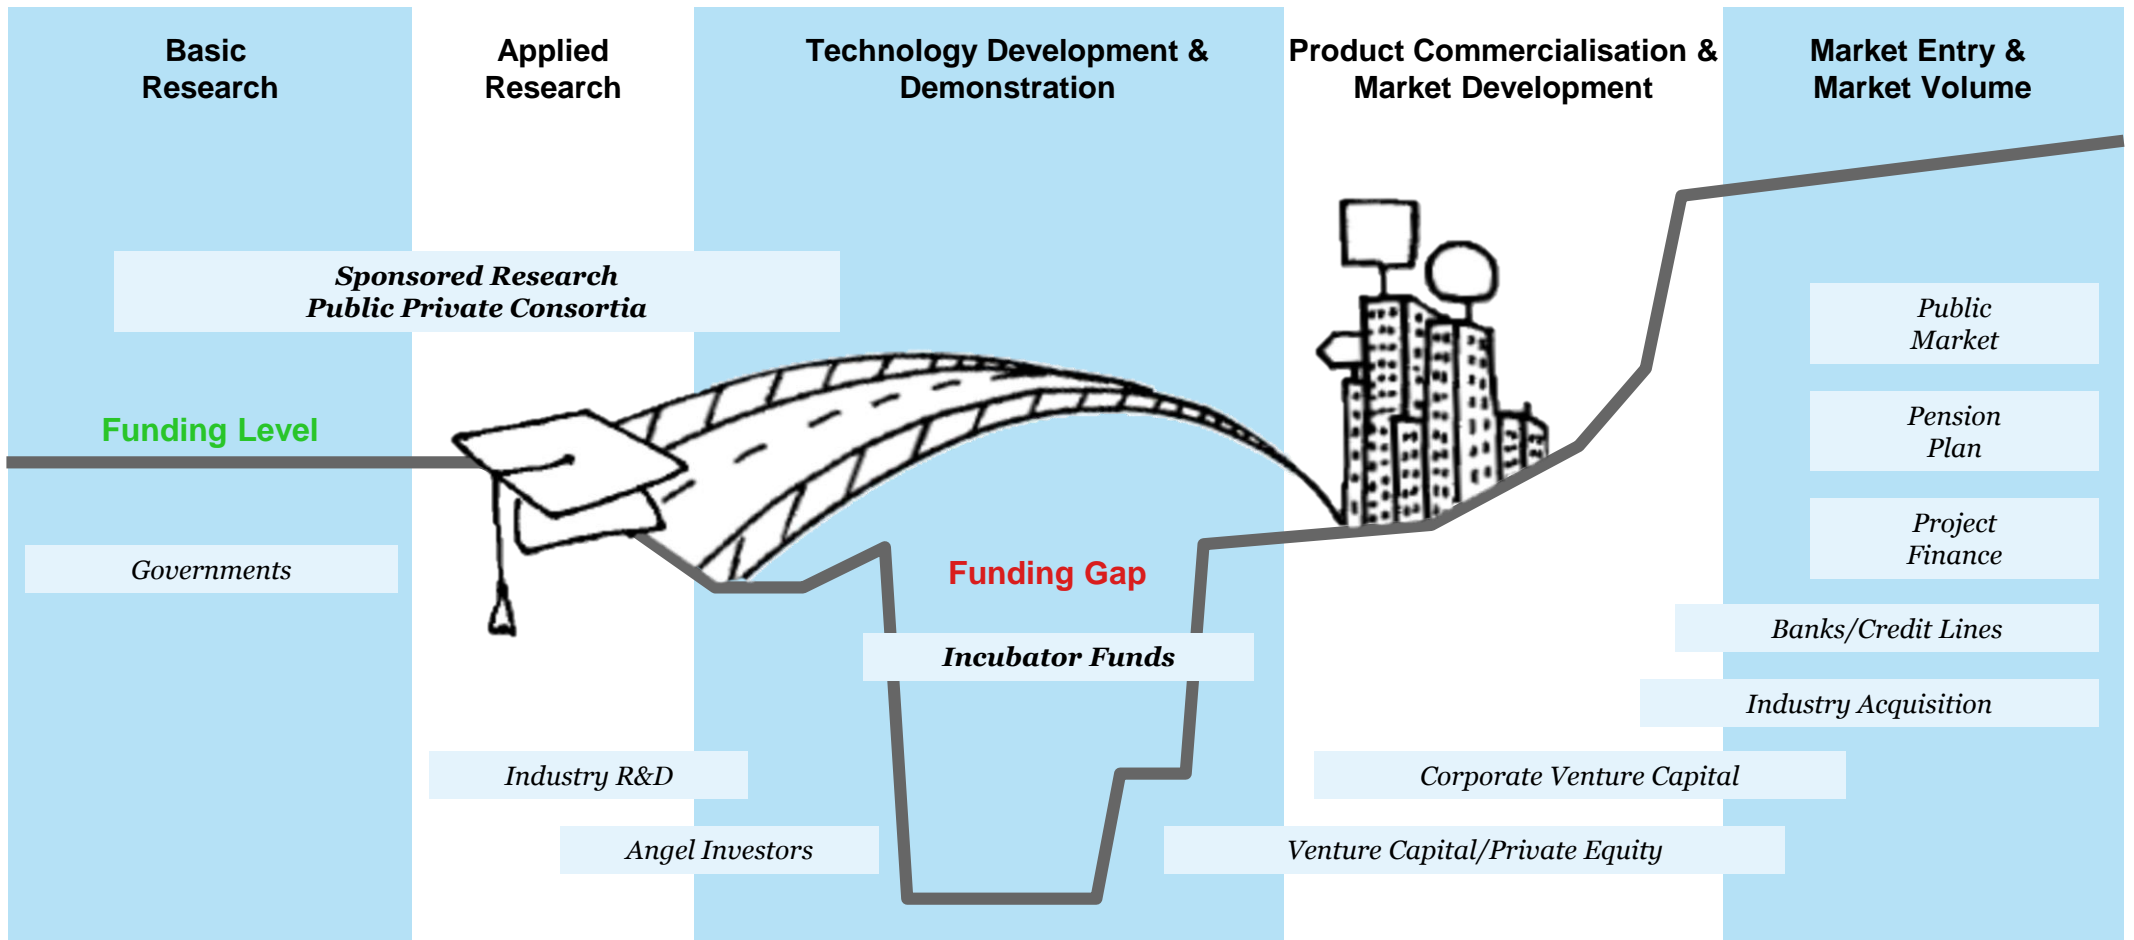 Basic
Research
Applied
Research
Technology Development &
Demonstration
Product Commercialisation &
Market Development
Market Entry &
Market Volume
Sponsored Research
Public Private Consortia
Funding Level
Governments
Industry R&D
Angel Investors
Funding Gap
Incubator Funds
Venture Capital/Private Equity
Corporate Venture Capital
Public
Market
Pension
Plan
Project
Finance
Banks/Credit Lines
Industry Acquisition